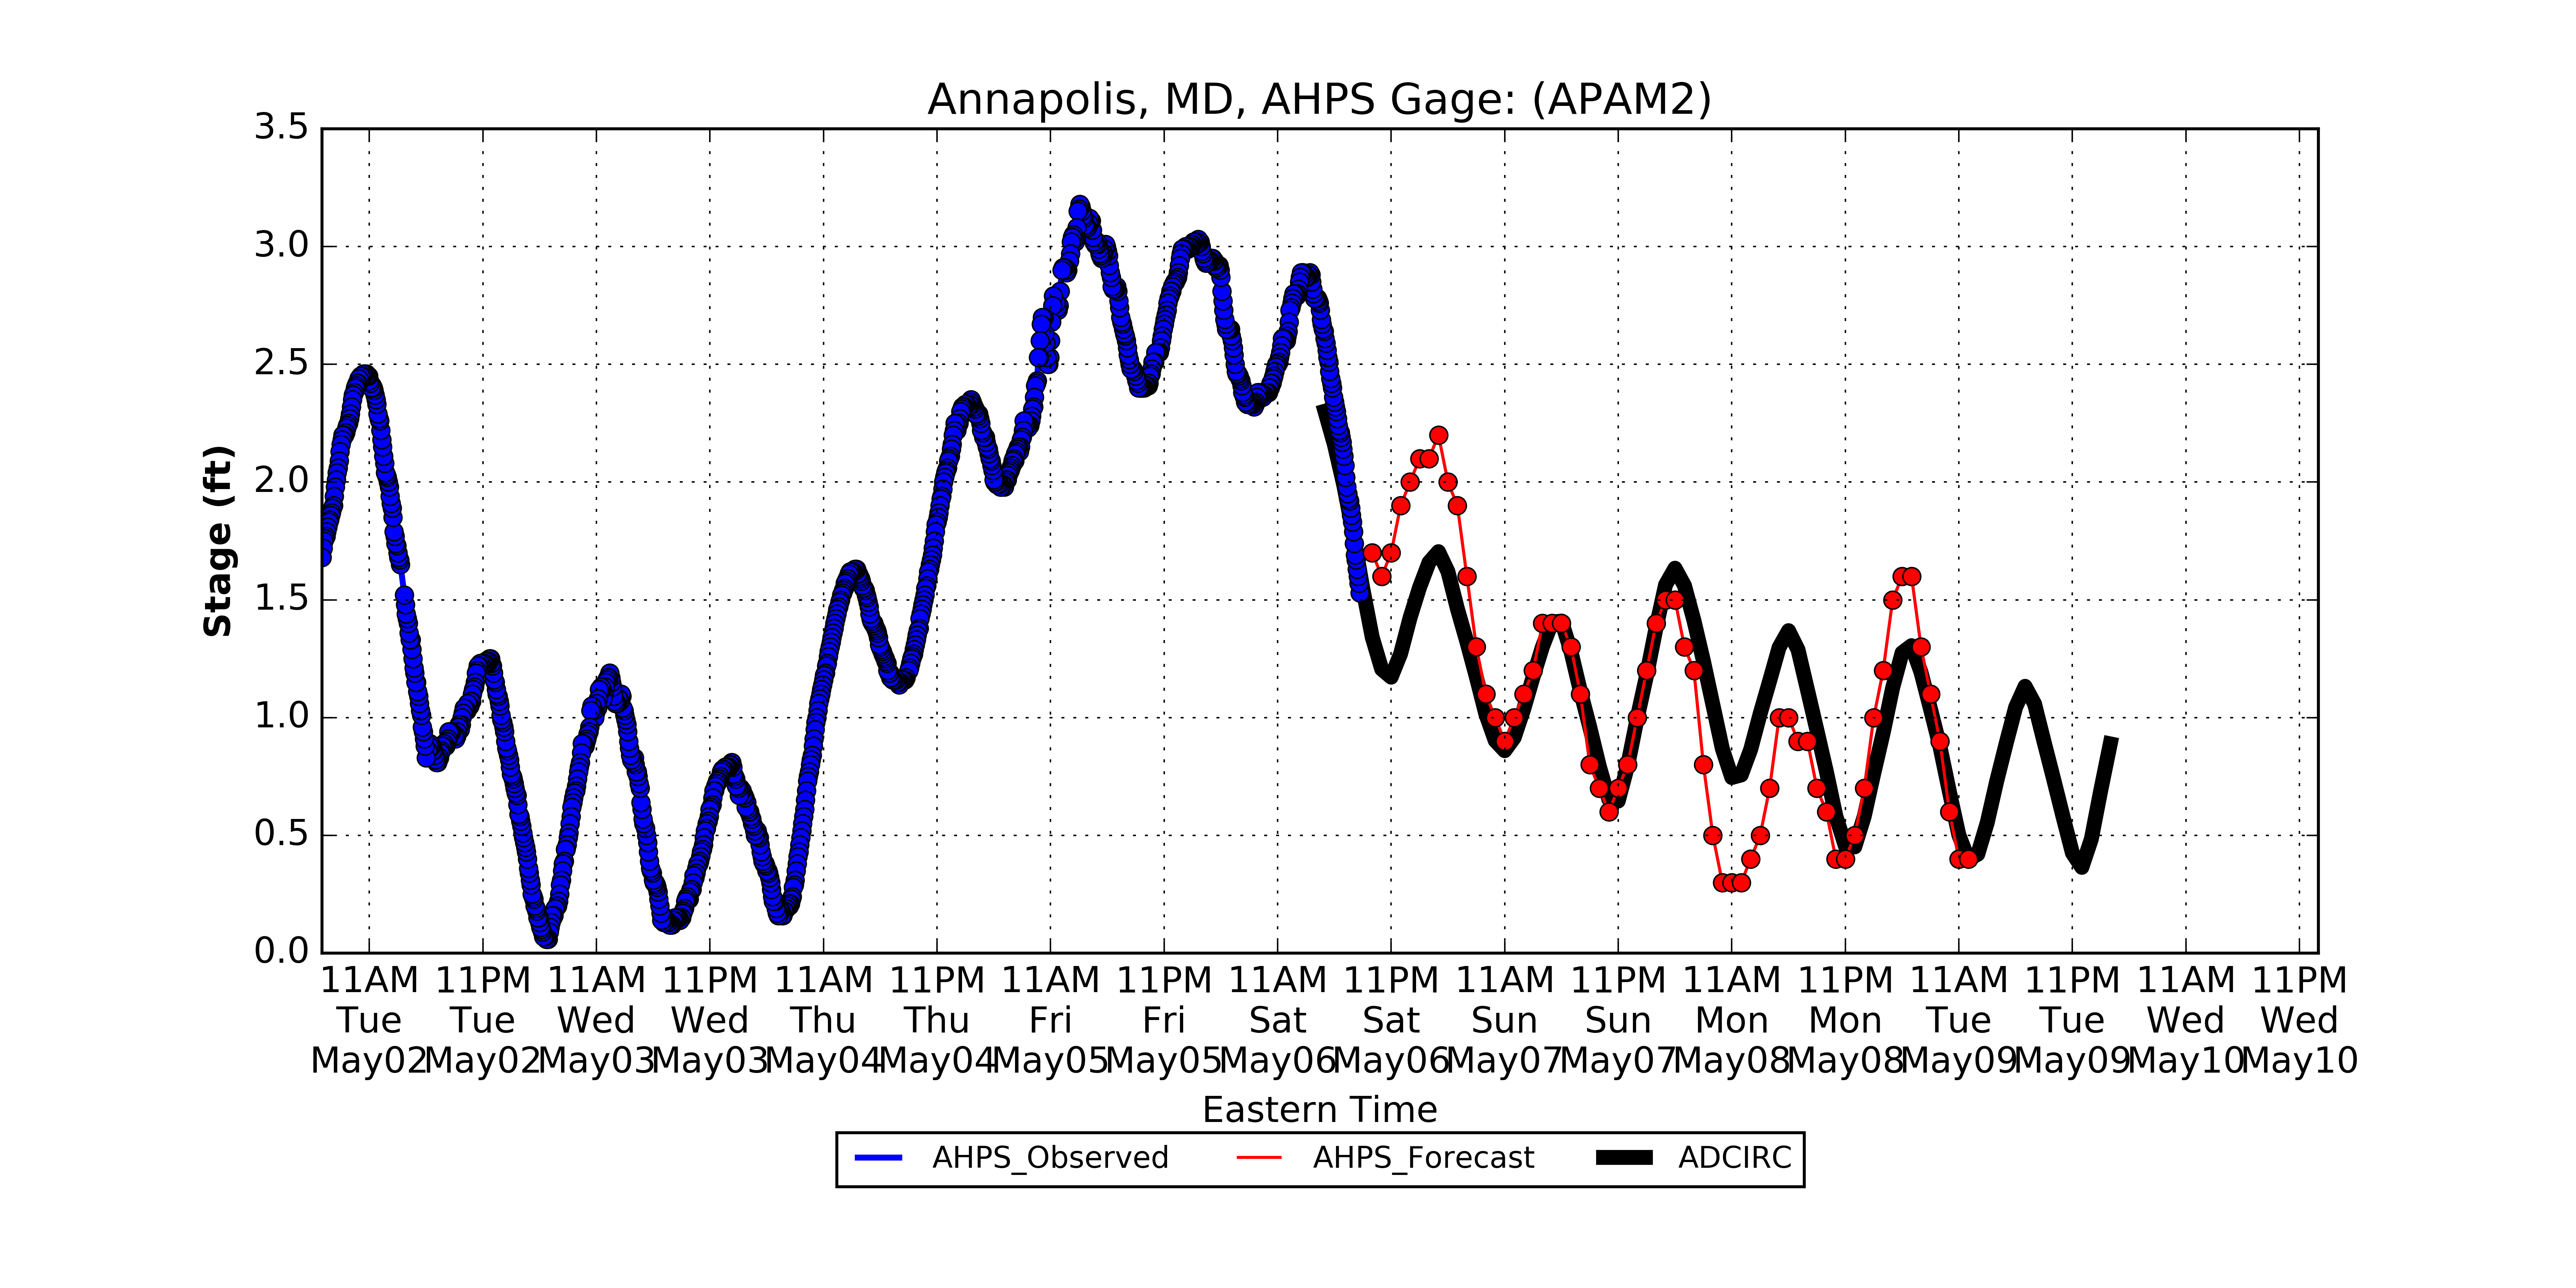 Annapolis, MD, AHPS Gage: (APAM2)
3.5
3.0
2.5
2.0
1.5
1.0
0.5
0.0
Stage (ft)
11AM 11PM 11AM 11PM 11AM 11PM 11AM 11PM 11AM 11PM 11AM 11PM 11AM 11PM 11AM 11PM 11AM 11PM
Tue Tue Wed Wed Thu Thu Fri Fri Sat Sat Sun Sun Mon Mon Tue Tue Wed Wed
May02 May02 May03 May03 May04 May04 May05 May05 May06 May06 May07 May07 May08 May08 May09 May09 May10 May10
Eastern Time
AHPS_Observed AHPS_Forecast ADCIRC